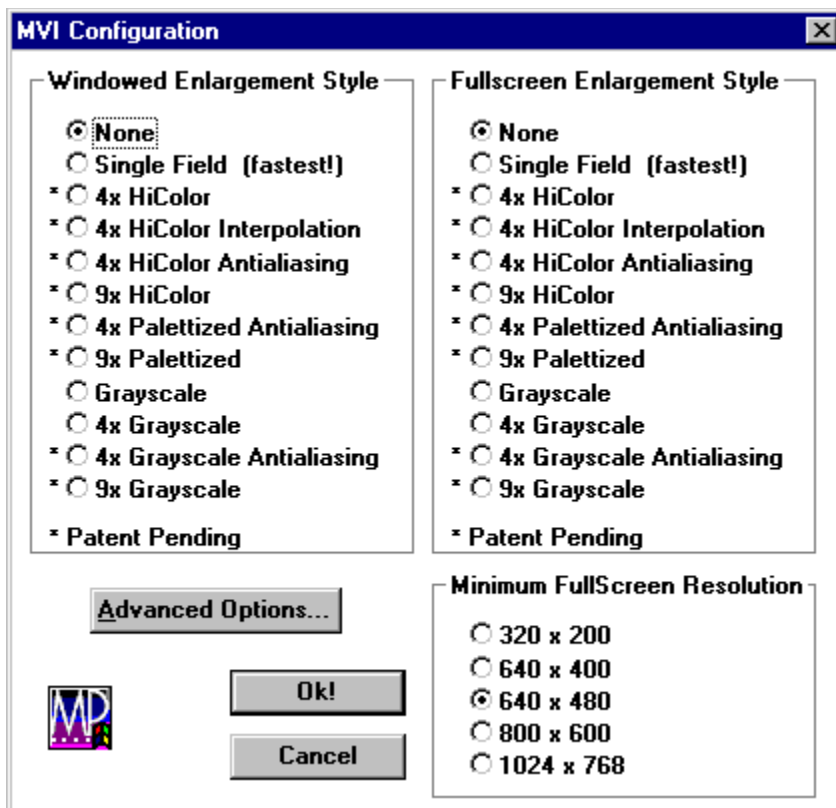 MVI Configuration
Windowed Enlargement Style
None
Single Field (fastest!)
* 4x HiColor
* 4x HiColor Interpolation
* 4x HiColor Antialiasing
* 9x HiColor
* 4x Palettized Antialiasing
* 9x Palettized
Grayscale
4x Grayscale
* 4x Grayscale Antialiasing
* 9x Grayscale
* Patent Pending
Fullscreen Enlargement Style
None
Single Field (fastest!)
* 4x HiColor
* 4x HiColor Interpolation
* 4x HiColor Antialiasing
* 9x HiColor
* 4x Palettized Antialiasing
* 9x Palettized
Grayscale
4x Grayscale
* 4x Grayscale Antialiasing
* 9x Grayscale
* Patent Pending
Advanced Options...
MP
Ok!
Cancel
Minimum FullScreen Resolution
320 x 200
640 x 400
640 x 480
800 x 600
1024 x 768